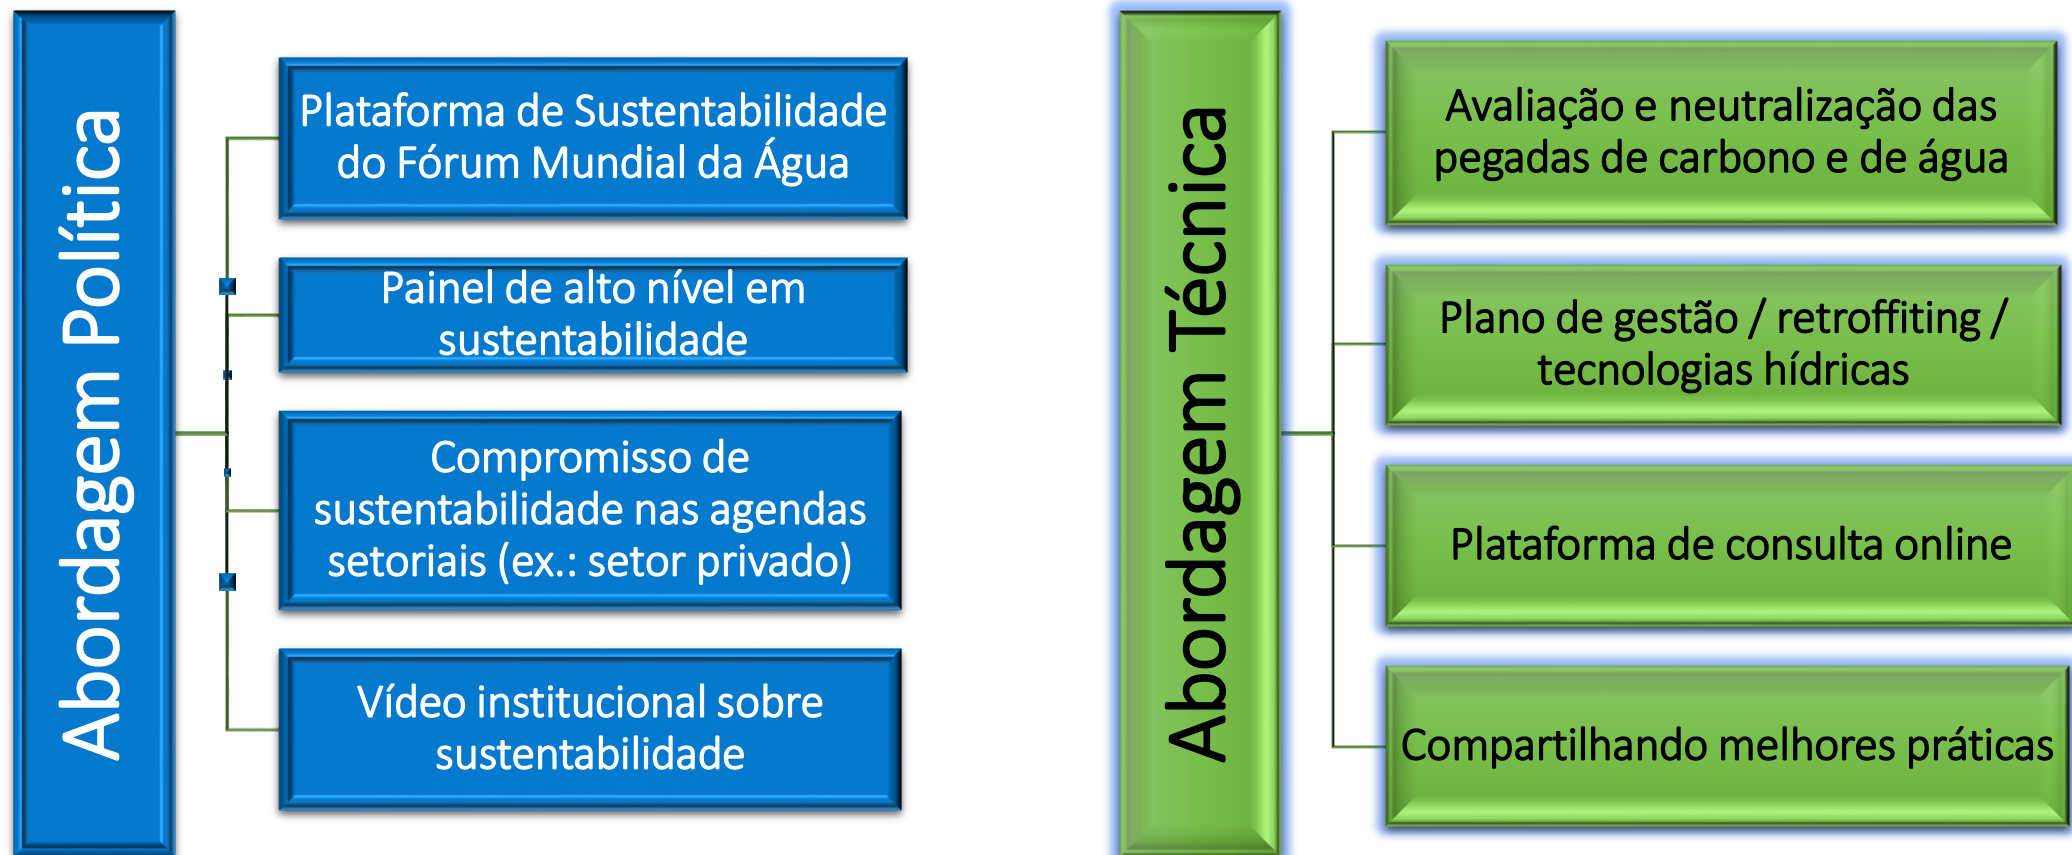 Abordagem Política
Plataforma de Sustentabilidade
do Fórum Mundial da Água
Painel de alto nível em
sustentabilidade
Compromisso de
sustentabilidade nas agendas
setoriais (ex.: setor privado)
Vídeo institucional sobre
sustentabilidade
Abordagem Técnica
Avaliação e neutralização das
pegadas de carbono e de água
Plano de gestão / retroffiting /
tecnologias hídricas
Plataforma de consulta online
Compartilhando melhores práticas